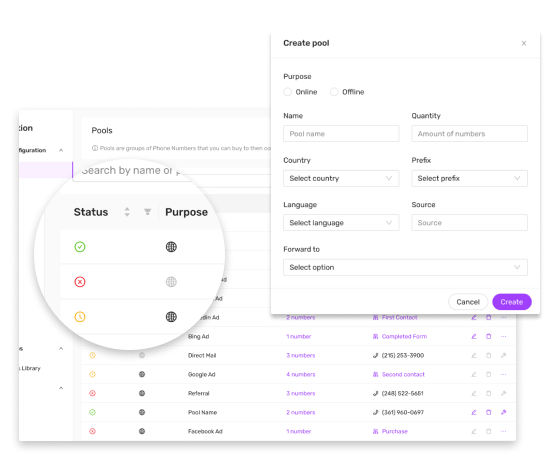 Create pool
Purpose
Online Offline
Name Quantity
Pool name Amount of numbers
Country Prefix
Select country Select prefix
Language Source
Select language Source
Forward to
Select option
Cancel Create
tion
figuration
Pools
Pools are groups of Phone Numbers that you can buy to then co
Search by name or p
Status Purpose
d Ad
Ad
edin Ad 2 numbers First Contact
Bing Ad 1 number Completed Form
s
Direct Mail 3 numbers (215) 253-3900
s Library
Google Ad 4 numbers Second contact
Referral 3 numbers (248) 522-5651
Pool Name 2 numbers (361) 960-0697
Facebook Ad 1 number Purchase